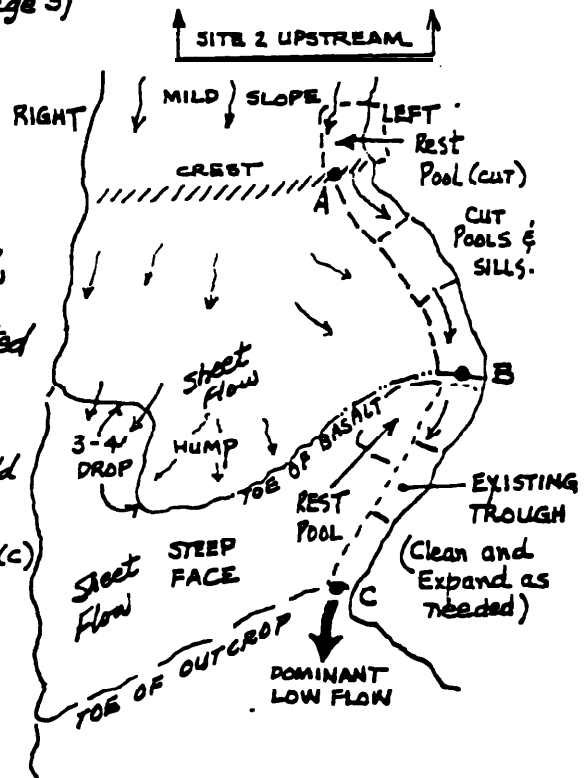 age 3)
SITE 2 UPSTREAM
RIGHT
MILD SLOPE
LEFT
REST
POOL (CUT)
CREST
A
CUT
POOLS &
SILLS.
Sheet
Flow
B
3-4'
DROP
HUMP
TOE OF BASALT
REST
POOL
EXISTING
TROUGH
(Clean and
Expand as
needed)
(C)
STEEP
FACE
Sheet
Flow
C
TOE OF OUTCROP
DOMINANT
LOW FLOW